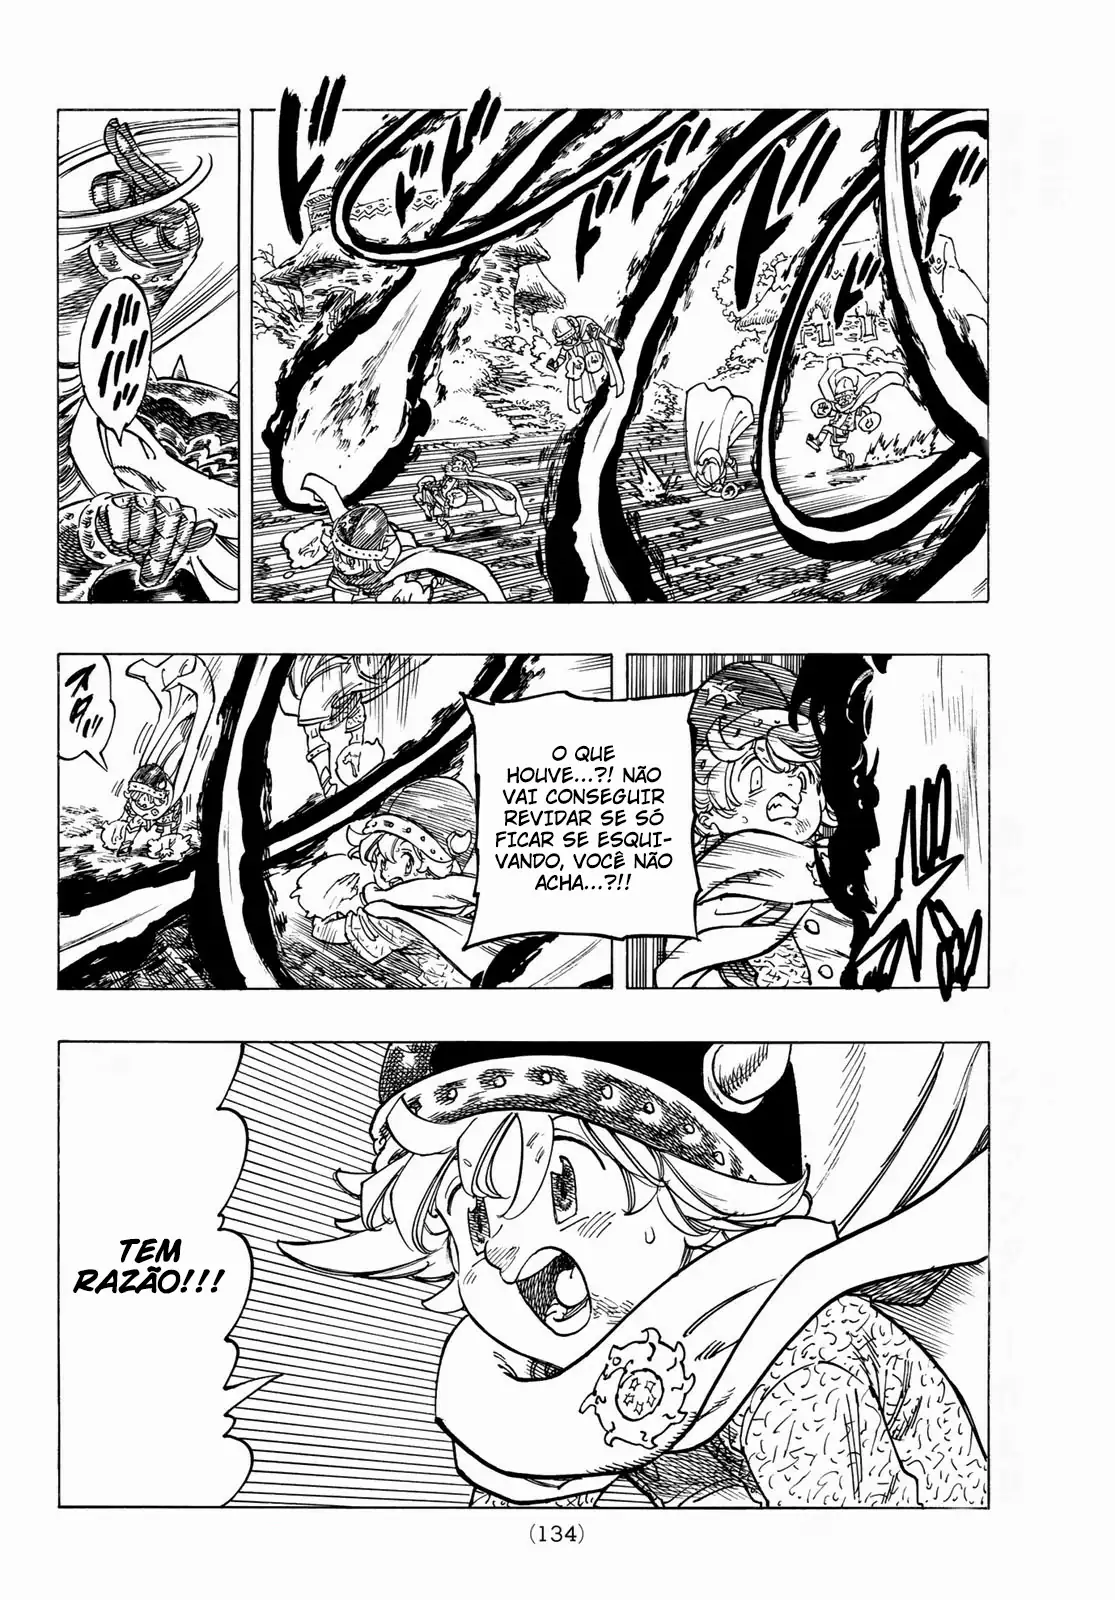 O QUE
HOUVE...?! NÃO
VAI CONSEGUIR
REVIDAR SE SÓ
FICAR SE ESQUI-
VANDO, VOCÊ NÃO
ACHA...?!!
TEM
RAZÃO!!!
(134)